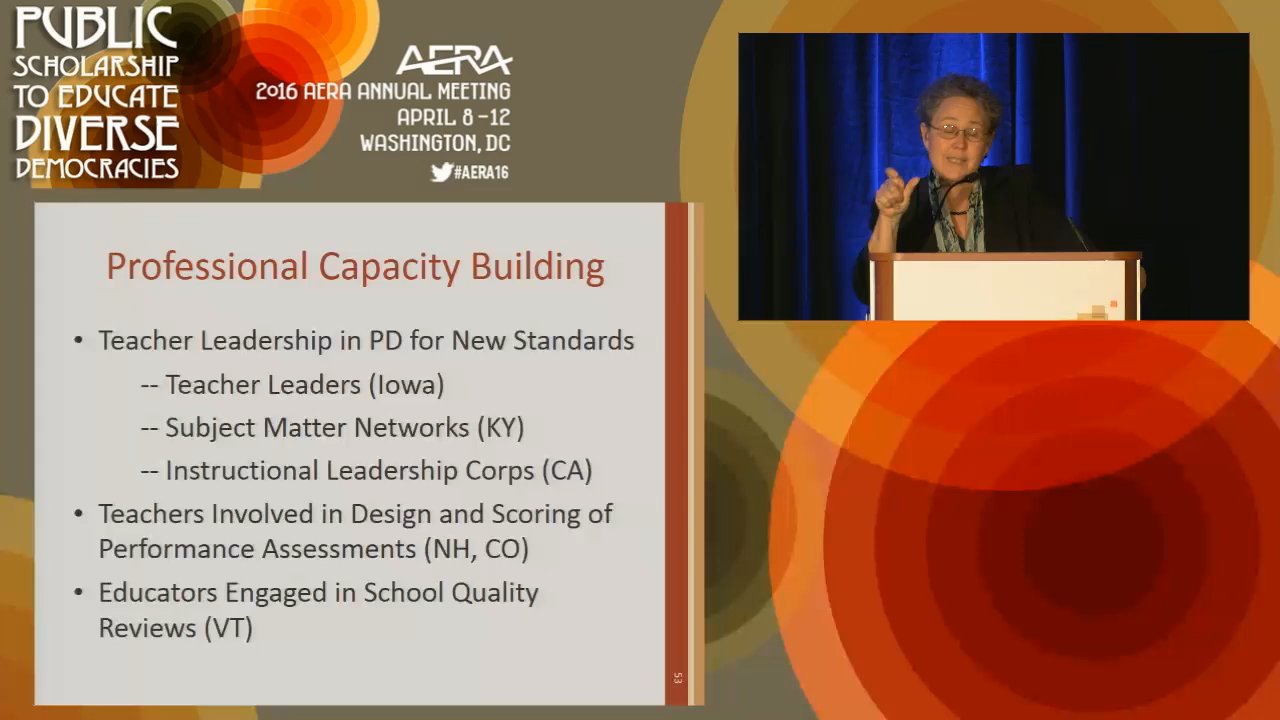 PUBLIC
SCHOLARSHIP
TO EDUCATE
DIVERSE
DEMOCRACIES
AERA
2016 AERA ANNUAL MEETING
APRIL 8-12
WASHINGTON, DC
#AERA16
Professional Capacity Building
• Teacher Leadership in PD for New Standards
-- Teacher Leaders (Iowa)
-- Subject Matter Networks (KY)
-- Instructional Leadership Corps (CA)
• Teachers Involved in Design and Scoring of
Performance Assessments (NH, CO)
• Educators Engaged in School Quality
Reviews (VT)
53